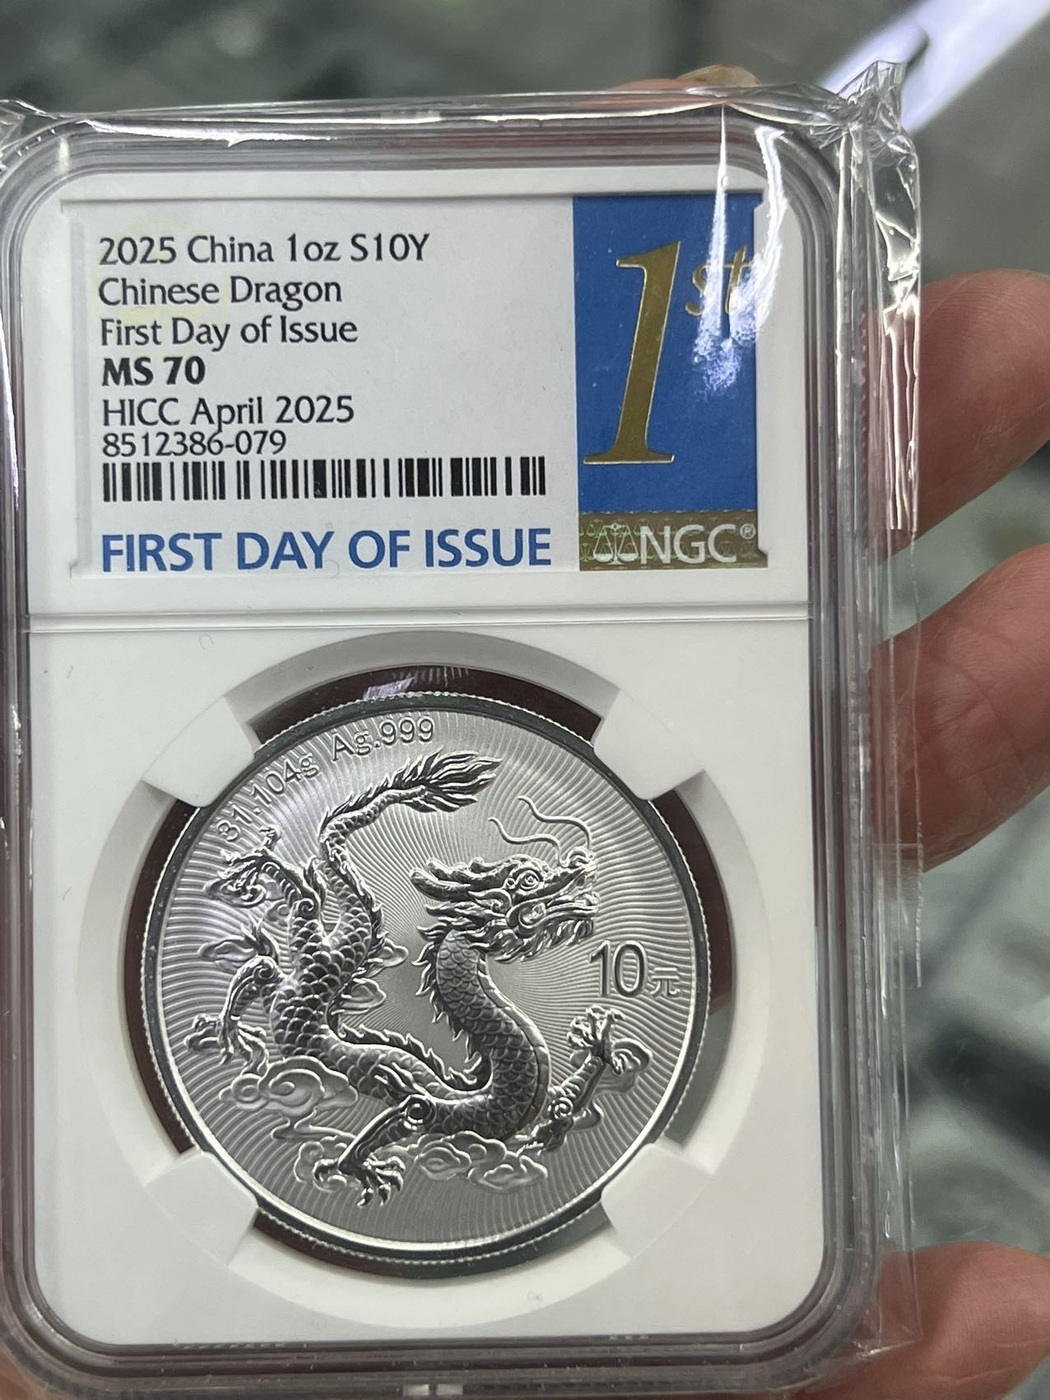 2025 China 1oz S10Y
Chinese Dragon
First Day of Issue
MS 70
HICC April 2025
8512386-079
FIRST DAY OF ISSUE
1st
NGC®
31.104g Ag.999
10元